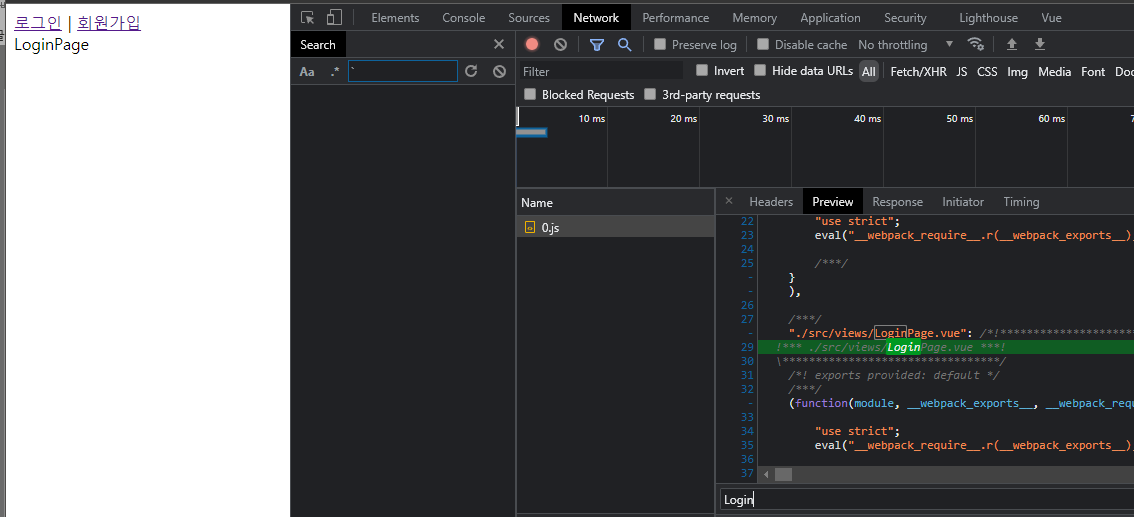 로그인 | 회원가입
LoginPage
Elements Console Sources Network Performance Memory Application Security Lighthouse Vue
Search
Preserve log Disable cache No throttling
Aa .* `
Filter Invert Hide data URLs All Fetch/XHR JS CSS Img Media Font Doc
Blocked Requests 3rd-party requests
10 ms 20 ms 30 ms 40 ms 50 ms 60 ms 7
Name
0.js
Headers Preview Response Initiator Timing
22 "use strict";
23 eval("__webpack_require__.r(__webpack_exports__)
24
25 /***/
- }
- ),
26
27 /***/
- "./src/views/LoginPage.vue": /*!**********************
29 !*** ./src/views/LoginPage.vue ***!
30 \*******************************/
31 /*! exports provided: default */
32 /***/
- (function(module, __webpack_exports__, __webpack_requ
33
34 "use strict";
35 eval("__webpack_require__.r(__webpack_exports__)
36
37
Login